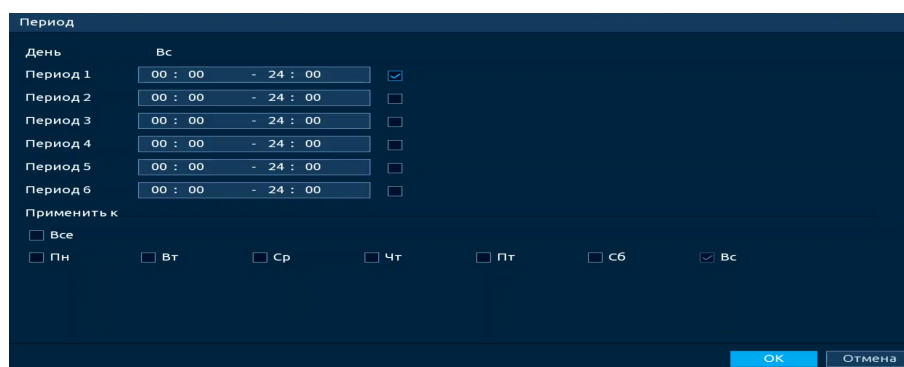 Период
День Вс
Период 1 00 : 00 - 24 : 00
Период 2 00 : 00 - 24 : 00
Период 3 00 : 00 - 24 : 00
Период 4 00 : 00 - 24 : 00
Период 5 00 : 00 - 24 : 00
Период 6 00 : 00 - 24 : 00
Применить к
Все
Пн Вт Ср Чт Пт Сб Вс
OK Отмена